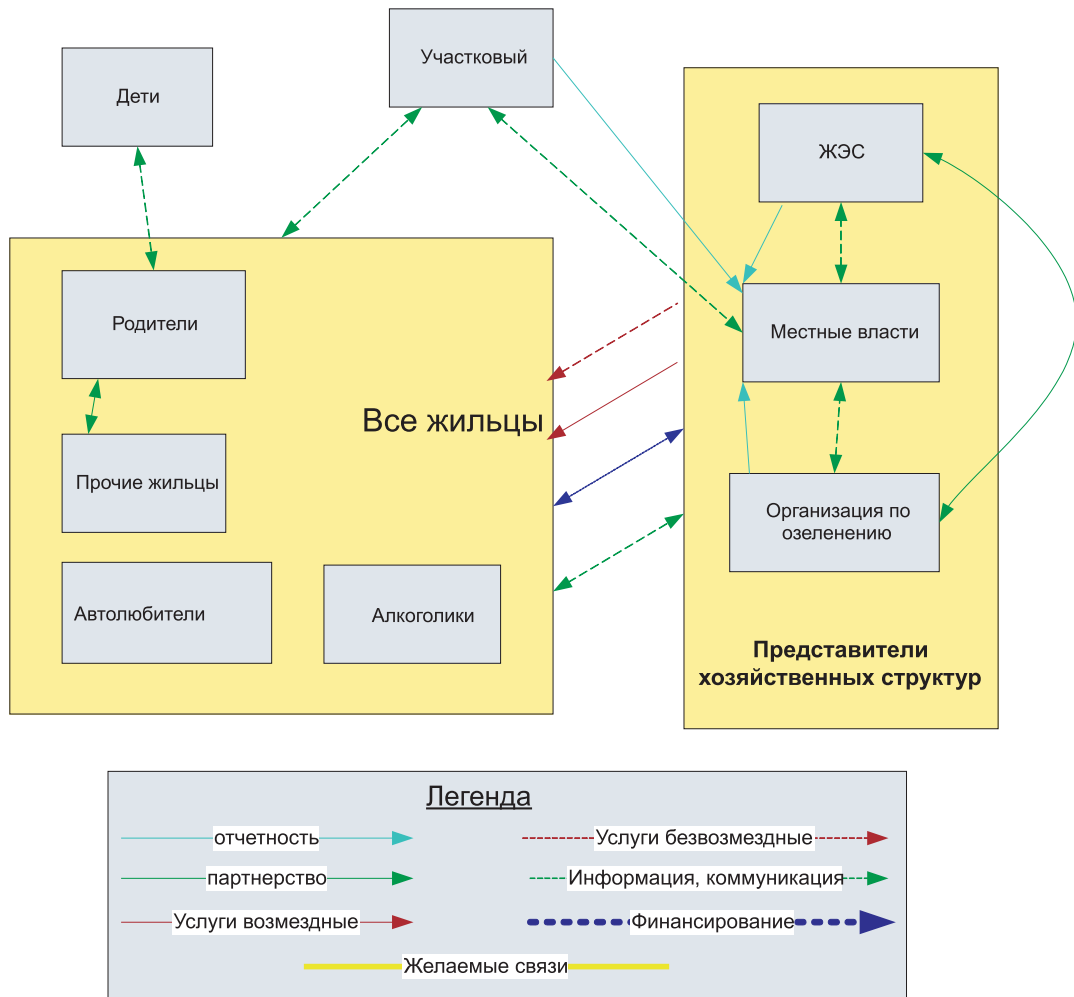 Дети
Участковый
ЖЭС
Родители
Местные власти
Все жильцы
Прочие жильцы
Организация по
озеленению
Автолюбители
Алкоголики
Представители
хозяйственных структур
Легенда
отчетность
Услуги безвозмездные
партнерство
Информация, коммуникация
Услуги возмездные
Финансирование
Желаемые связи